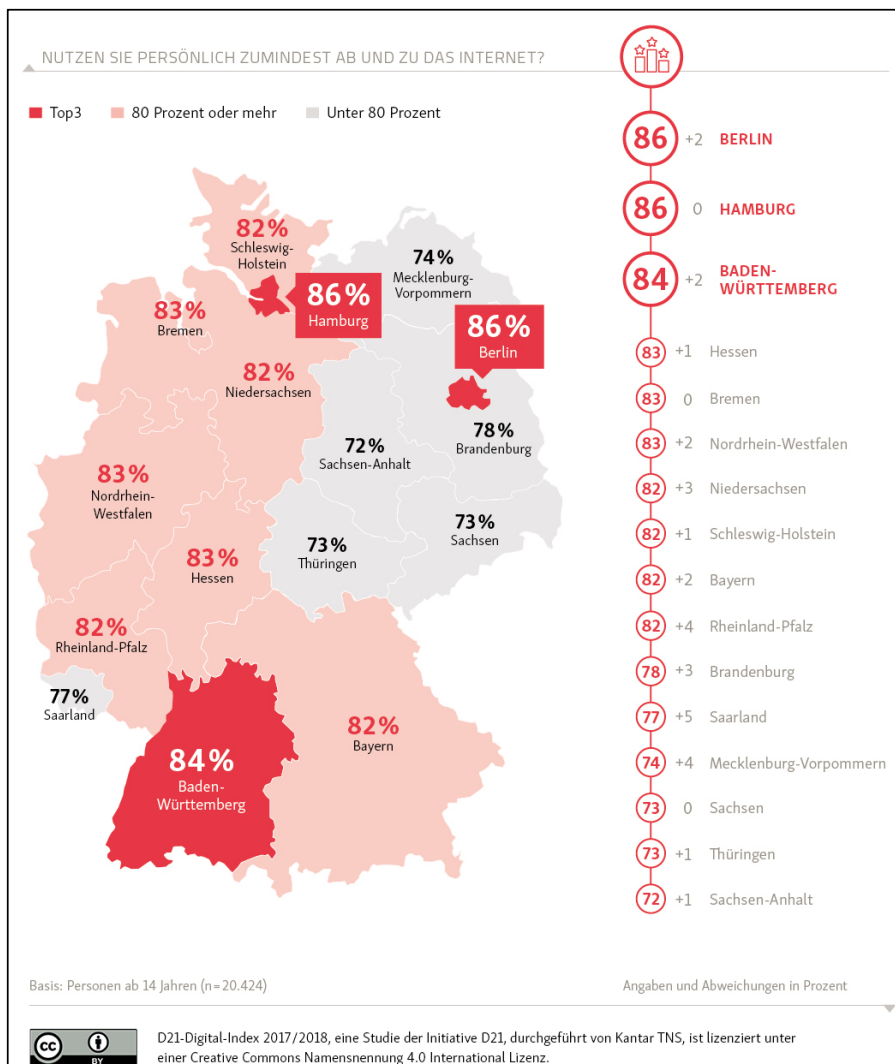 NUTZEN SIE PERSÖNLICH ZUMINDEST AB UND ZU DAS INTERNET?
Top3
80 Prozent oder mehr
Unter 80 Prozent
82 %
Schleswig-
Holstein
74 %
Mecklenburg-
Vorpommern
86 %
Hamburg
83 %
Bremen
86 %
Berlin
82 %
Niedersachsen
78 %
Brandenburg
72 %
Sachsen-Anhalt
83 %
Nordrhein-
Westfalen
73 %
Sachsen
73 %
Thüringen
83 %
Hessen
82 %
Rheinland-Pfalz
77 %
Saarland
82 %
Bayern
84 %
Baden-
Württemberg
86 +2 BERLIN
86 0 HAMBURG
84 +2 BADEN-
WÜRTTEMBERG
83 +1 Hessen
83 0 Bremen
83 +2 Nordrhein-Westfalen
82 +3 Niedersachsen
82 +1 Schleswig-Holstein
82 +2 Bayern
82 +4 Rheinland-Pfalz
78 +3 Brandenburg
77 +5 Saarland
74 +4 Mecklenburg-Vorpommern
73 0 Sachsen
73 +1 Thüringen
72 +1 Sachsen-Anhalt
Basis: Personen ab 14 Jahren (n = 20.424)
Angaben und Abweichungen in Prozent
cc
BY
D21-Digital-Index 2017/2018, eine Studie der Initiative D21, durchgeführt von Kantar TNS, ist lizenziert unter
einer Creative Commons Namensnennung 4.0 International Lizenz.